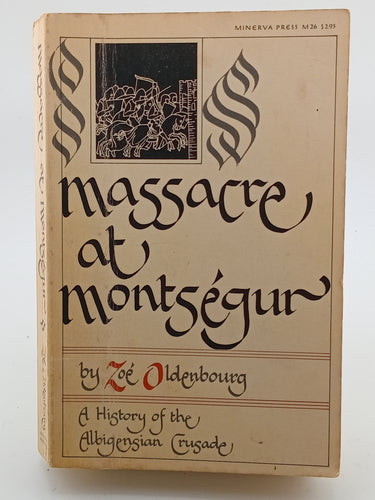 MINERVA PRESS M26 $2.95
massacre
at
montségur
by Zoé Oldenbourg
A History of the
Albigensian Crusade